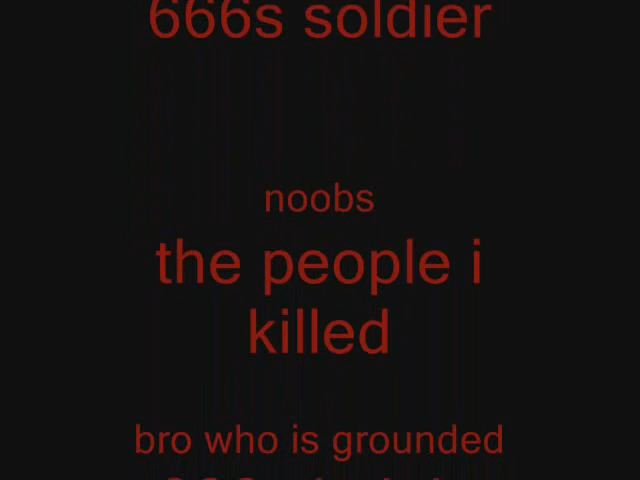 666s soldier
noobs
the people i
killed
bro who is grounded